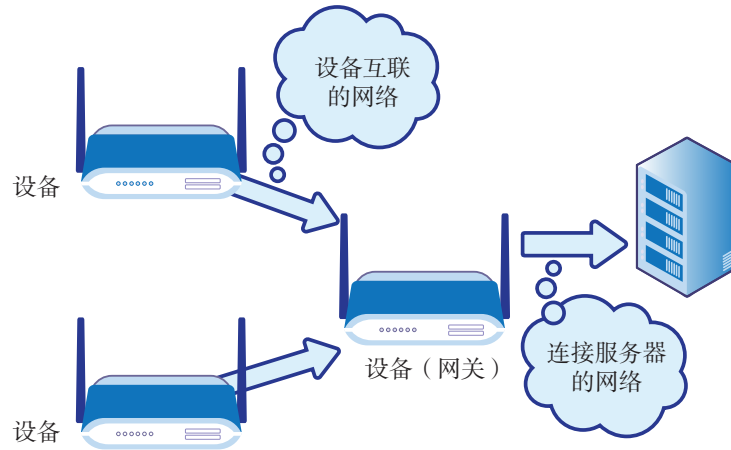 设备互联
的网络
设备
设备（网关）
连接服务器
的网络
设备